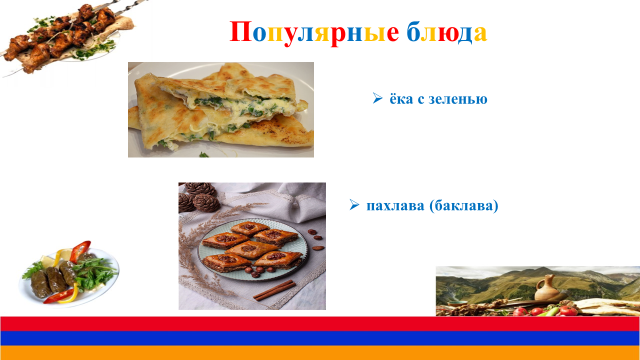 Популярные блюда
ёка с зеленью
пахлава (баклава)